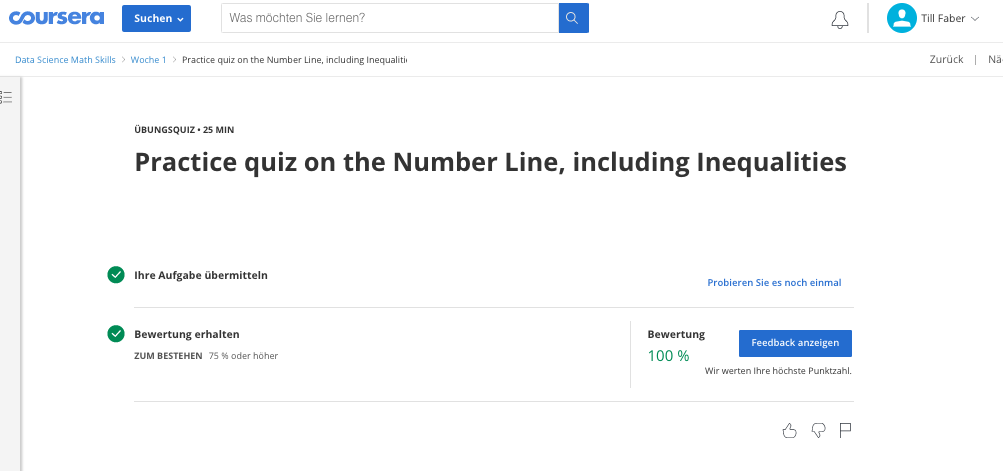 coursera Suchen Was möchten Sie lernen? Till Faber
Data Science Math Skills > Woche 1 > Practice quiz on the Number Line, including Zurück | 
ÜBUNGSQUIZ • 25 MIN
Practice quiz on the Number Line, including Inequalities
Ihre Aufgabe übermitteln
Probieren Sie es noch einmal
Bewertung erhalten
ZUM BESTEHEN 75 % oder höher
Bewertung
100 %
Feedback anzeigen
Wir werten Ihre höchste Punktzahl.